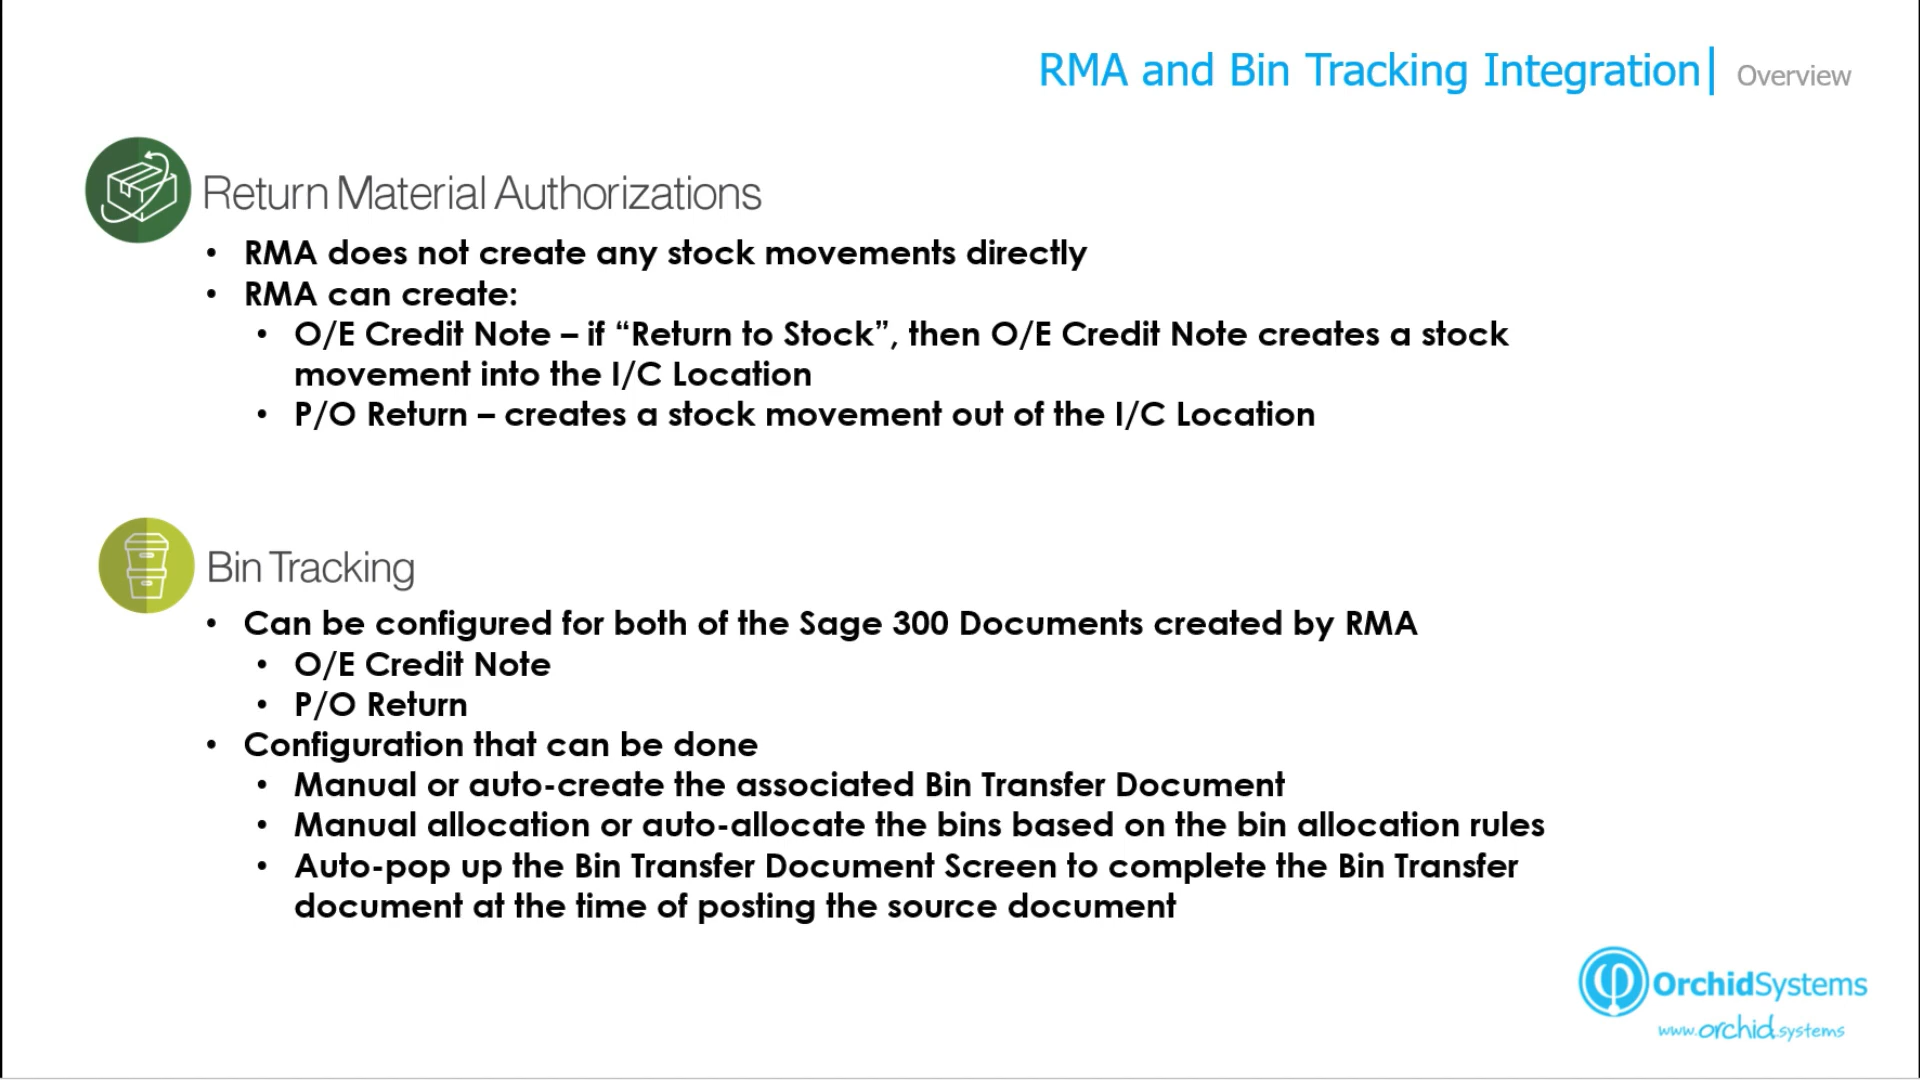 RMA and Bin Tracking Integration| Overview
Return Material Authorizations
• RMA does not create any stock movements directly
• RMA can create:
• O/E Credit Note – if “Return to Stock”, then O/E Credit Note creates a stock
movement into the I/C Location
• P/O Return – creates a stock movement out of the I/C Location
Bin Tracking
• Can be configured for both of the Sage 300 Documents created by RMA
• O/E Credit Note
• P/O Return
• Configuration that can be done
• Manual or auto-create the associated Bin Transfer Document
• Manual allocation or auto-allocate the bins based on the bin allocation rules
• Auto-pop up the Bin Transfer Document Screen to complete the Bin Transfer
document at the time of posting the source document
OrchidSystems
www.orchid.systems